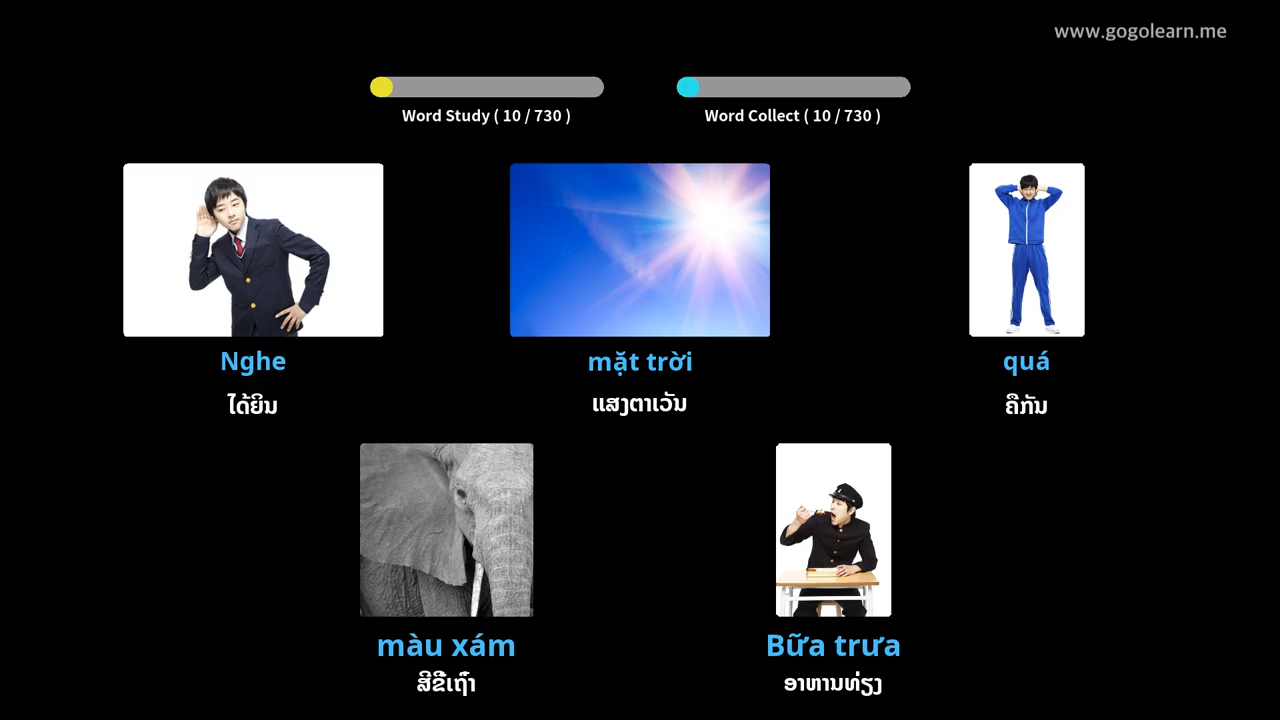 www.gogolearn.me
Word Study ( 10 / 730 )
Word Collect ( 10 / 730 )
Nghe
ໄດ້ຍິນ
mặt trời
ແສງຕາເວັນ
quá
ຄືກັນ
màu xám
ສີຂີ້ເຖົ່າ
Bữa trưa
ອາຫານທ່ຽງ